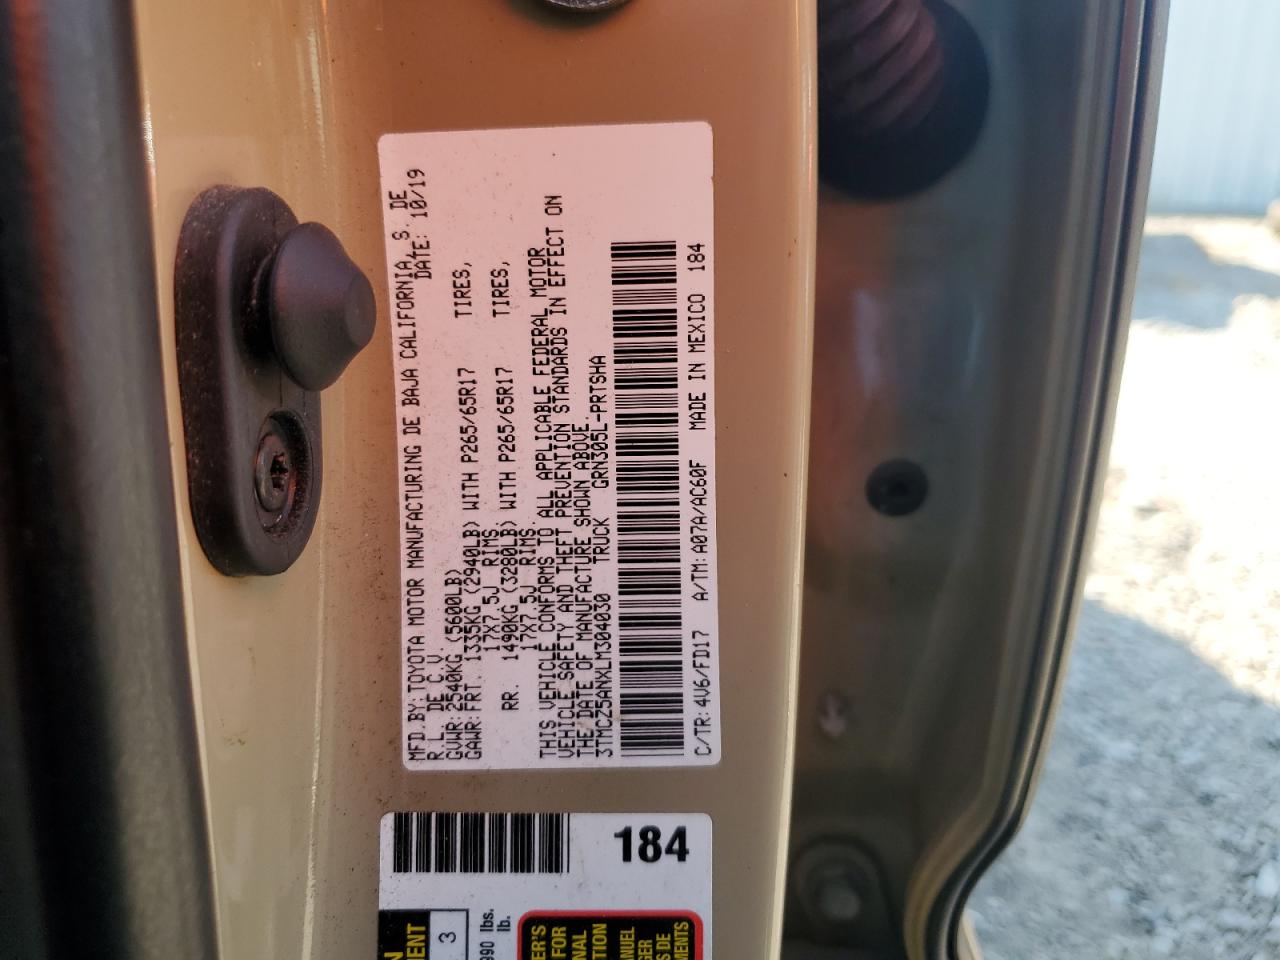 MFD.BY: TOYOTA MOTOR MANUFACTURING DE BAJA CALIFORNIA, S. DE
R.L. DE C.V. DATE: 10/19
GVWR: 2540KG (5600LB)
GAWR: FRT. 1335KG (2940LB) WITH P265/65R17 TIRES,
17X7.5J RIMS.
RR. 1490KG (3280LB) WITH P265/65R17 TIRES,
17X7.5J RIMS.
THIS VEHICLE CONFORMS TO ALL APPLICABLE FEDERAL MOTOR
VEHICLE SAFETY AND THEFT PREVENTION STANDARDS IN EFFECT ON
THE DATE OF MANUFACTURE SHOWN ABOVE.
3TMCZ5ANXLM304030 TRUCK GRN305L-PRTSHA
C/TR: 4V6/FD17 A/TM: A07A/AC60F MADE IN MEXICO 184
184
3
990 lbs.
lb.